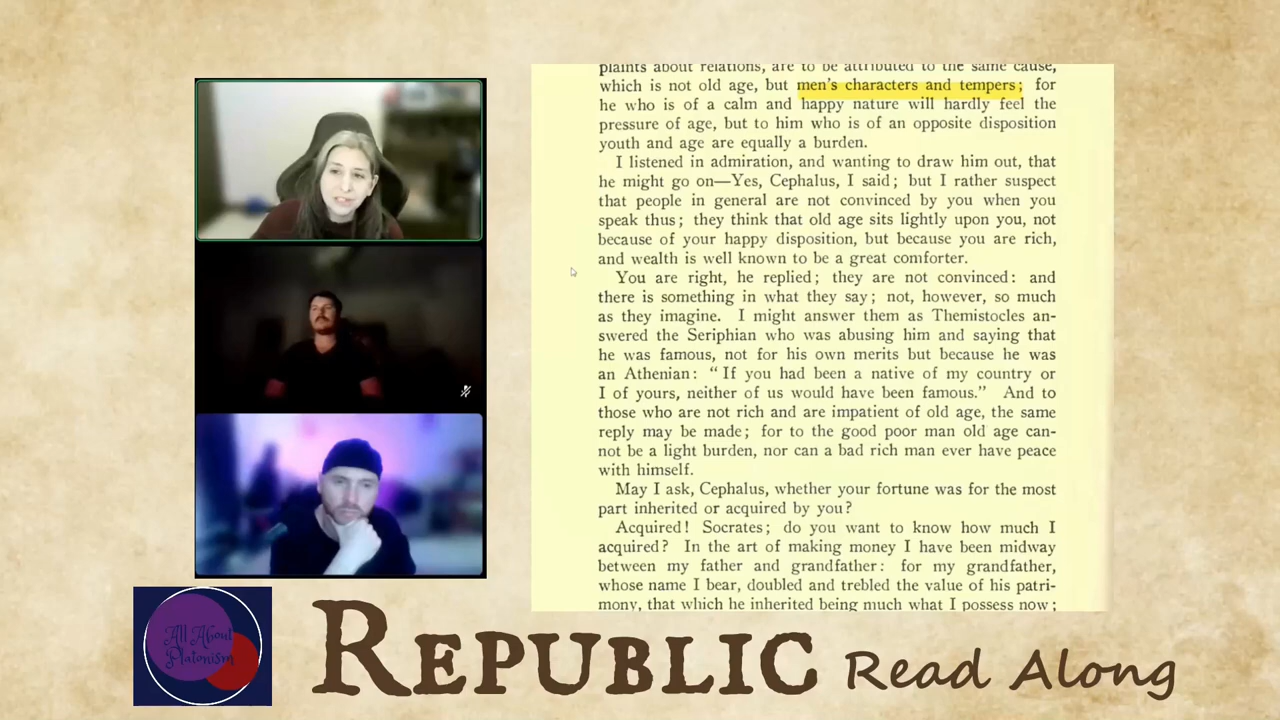 plaints about relations, are to be attributed to the same cause,
which is not old age, but men's characters and tempers; for
he who is of a calm and happy nature will hardly feel the
pressure of age, but to him who is of an opposite disposition
youth and age are equally a burden.
I listened in admiration, and wanting to draw him out, that
he might go on—Yes, Cephalus, I said; but I rather suspect
that people in general are not convinced by you when you
speak thus; they think that old age sits lightly upon you, not
because of your happy disposition, but because you are rich,
and wealth is well known to be a great comforter.
You are right, he replied; they are not convinced: and
there is something in what they say; not, however, so much
as they imagine. I might answer them as Themistocles an-
swered the Seriphian who was abusing him and saying that
he was famous, not for his own merits but because he was
an Athenian: “ If you had been a native of my country or
I of yours, neither of us would have been famous.” And to
those who are not rich and are impatient of old age, the same
reply may be made; for to the good poor man old age can-
not be a light burden, nor can a bad rich man ever have peace
with himself.
May I ask, Cephalus, whether your fortune was for the most
part inherited or acquired by you?
Acquired! Socrates; do you want to know how much I
acquired? In the art of making money I have been midway
between my father and grandfather: for my grandfather,
whose name I bear, doubled and trebled the value of his patri-
mony, that which he inherited being much what I possess now;
All About
Platonism
REPUBLIC Read Along